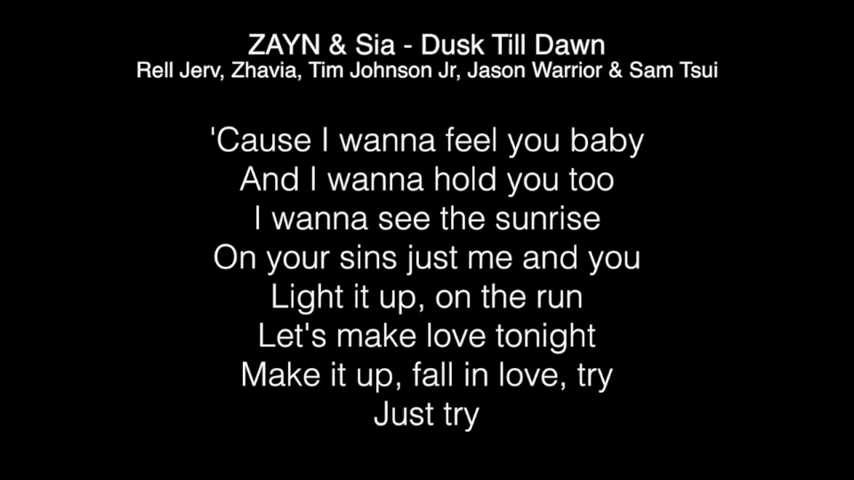 ZAYN & Sia - Dusk Till Dawn
Rell Jerv, Zhavia, Tim Johnson Jr, Jason Warrior & Sam Tsui
'Cause I wanna feel you baby
And I wanna hold you too
I wanna see the sunrise
On your sins just me and you
Light it up, on the run
Let's make love tonight
Make it up, fall in love, try
Just try